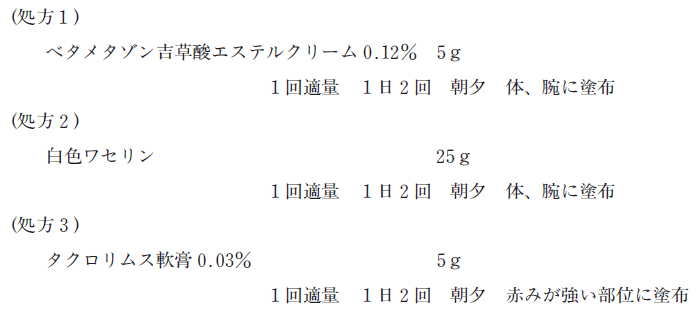 (処方1)
ベタメタゾン吉草酸エステルクリーム0.12% 5g
1回適量 1日2回 朝夕 体、腕に塗布
(処方2)
白色ワセリン 25g
1回適量 1日2回 朝夕 体、腕に塗布
(処方3)
タクロリムス軟膏0.03% 5g
1回適量 1日2回 朝夕 赤みが強い部位に塗布